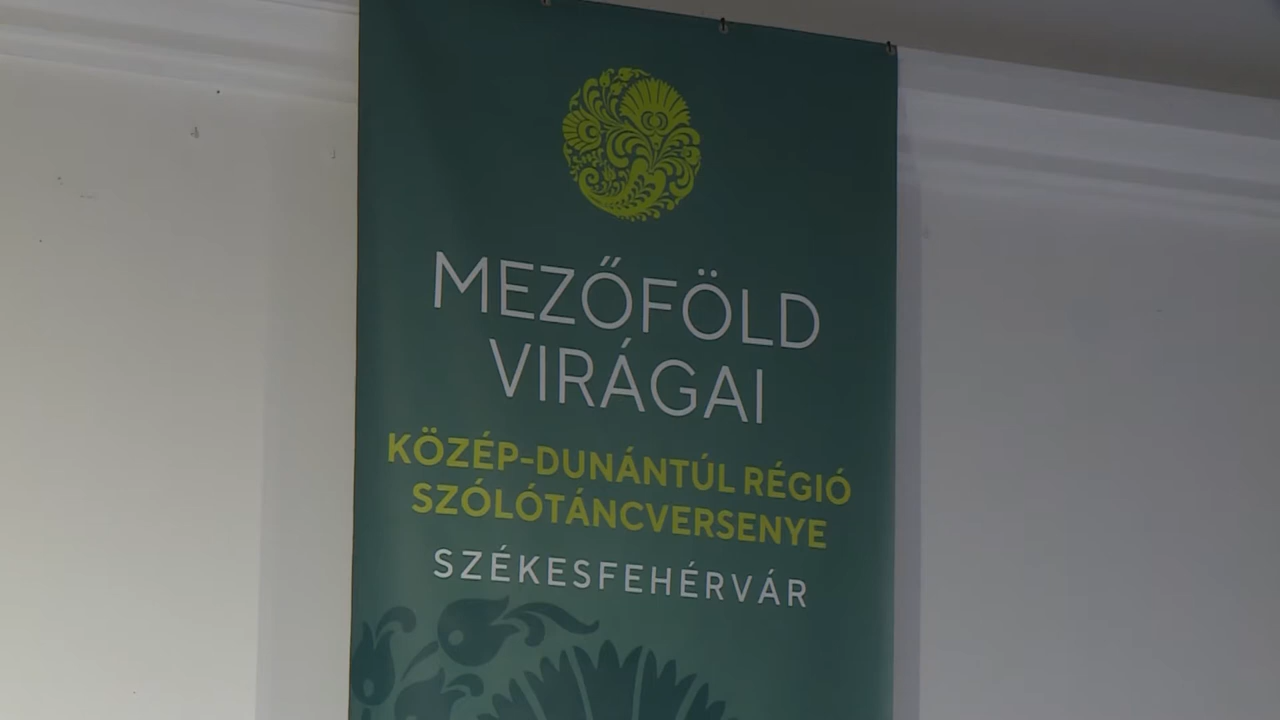 MEZŐFÖLD
VIRÁGAI
KÖZÉP-DUNÁNTÚL RÉGIÓ
SZÓLÓTÁNCVERSENYE
SZÉKESFEHÉRVÁR